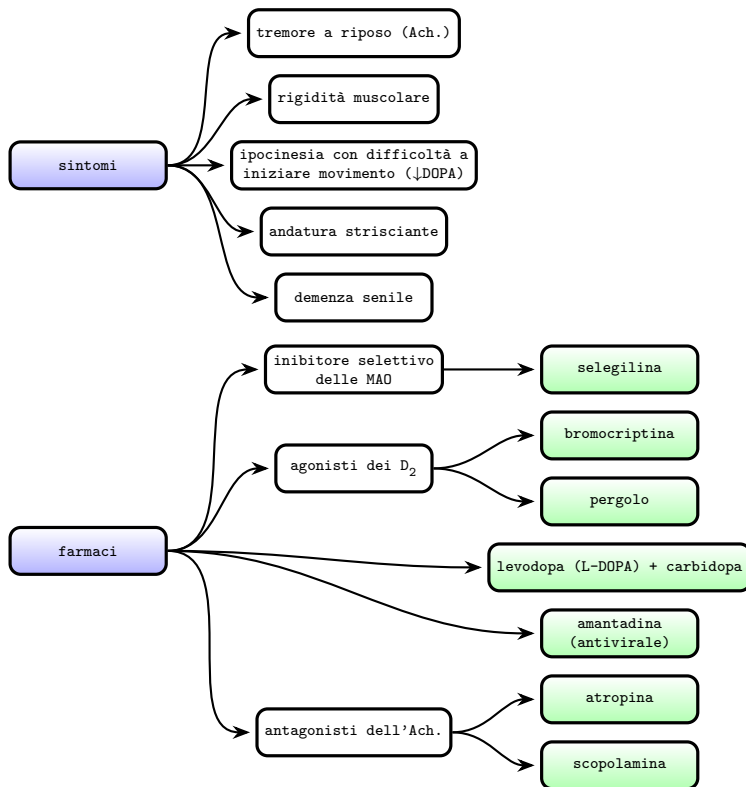 tremore a riposo (Ach.)
rigidità muscolare
sintomi
ipocinesia con difficoltà a
iniziare movimento (↓DOPA)
andatura strisciante
demenza senile
inibitore selettivo
delle MAO
selegilina
bromocriptina
agonisti dei D₂
pergolo
farmaci
levodopa (L-DOPA) + carbidopa
amantadina
(antivirale)
atropina
antagonisti dell'Ach.
scopolamina